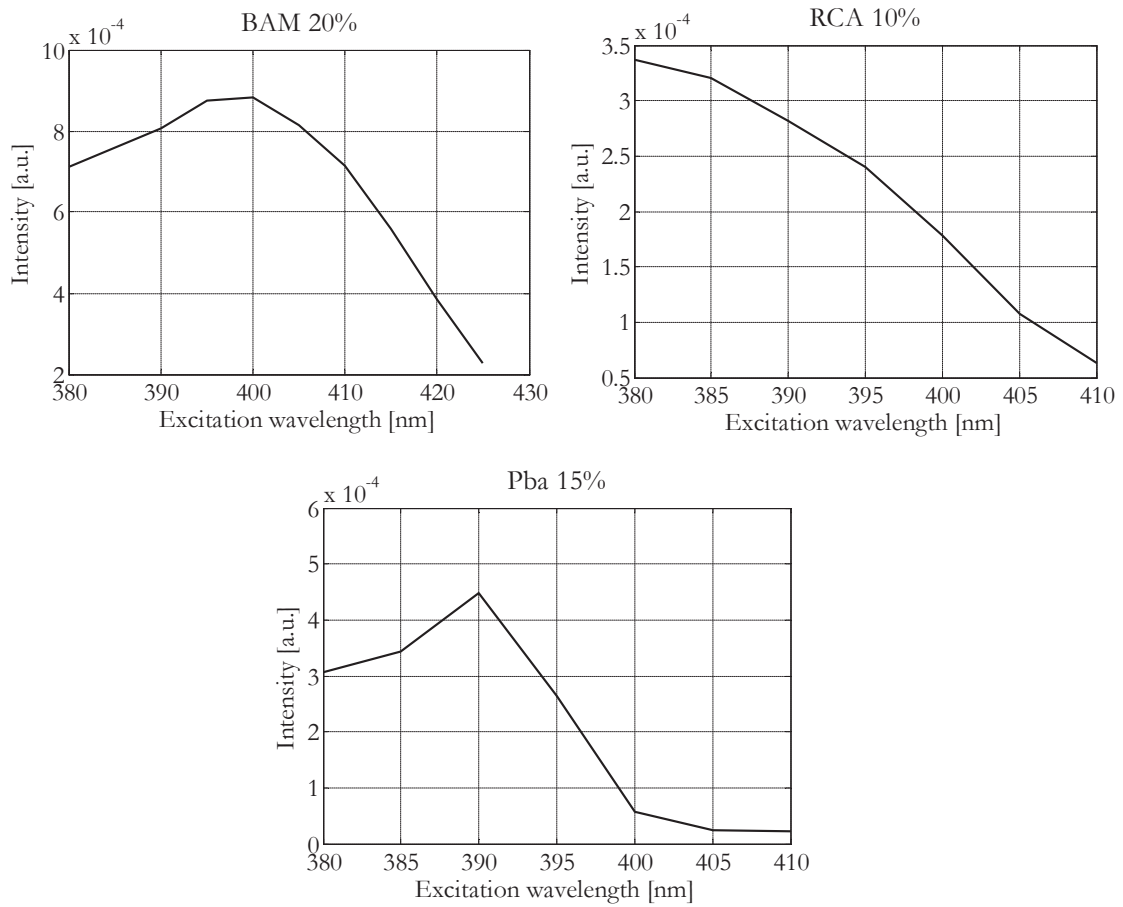 BAM 20%
x 10^-4
10
8
6
4
2
Intensity [a.u.]
380 390 400 410 420 430
Excitation wavelength [nm]
RCA 10%
x 10^-4
3.5
3
2.5
2
1.5
1
0.5
Intensity [a.u.]
380 385 390 395 400 405 410
Excitation wavelength [nm]
Pba 15%
x 10^-4
6
5
4
3
2
1
0
Intensity [a.u.]
380 385 390 395 400 405 410
Excitation wavelength [nm]